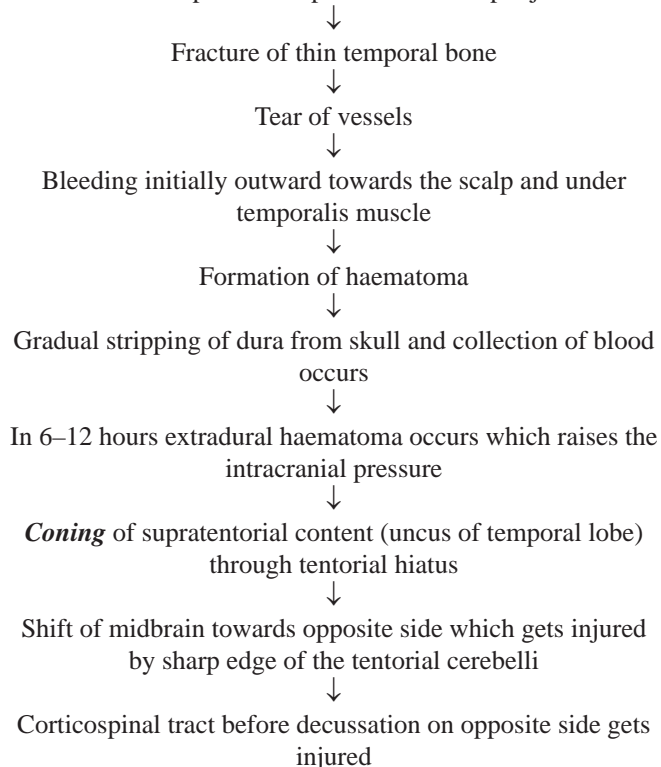 ↓
Fracture of thin temporal bone
↓
Tear of vessels
↓
Bleeding initially outward towards the scalp and under
temporalis muscle
↓
Formation of haematoma
↓
Gradual stripping of dura from skull and collection of blood
occurs
↓
In 6–12 hours extradural haematoma occurs which raises the
intracranial pressure
↓
Coning of supratentorial content (uncus of temporal lobe)
through tentorial hiatus
↓
Shift of midbrain towards opposite side which gets injured
by sharp edge of the tentorial cerebelli
↓
Corticospinal tract before decussation on opposite side gets
injured